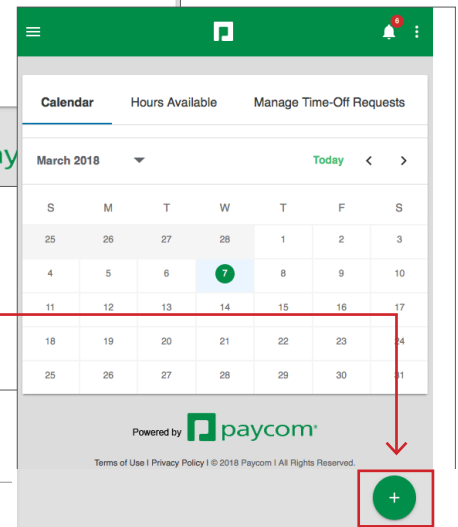 6
Calendar Hours Available Manage Time-Off Requests
March 2018 Today < >
S M T W T F S
25 26 27 28 1 2 3
y
4 5 6 7 8 9 10
11 12 13 14 15 16 17
18 19 20 21 22 23 24
25 26 27 28 29 30 31
Powered by paycom®
Terms of Use I Privacy Policy I © 2018 Paycom I All Rights Reserved.
+